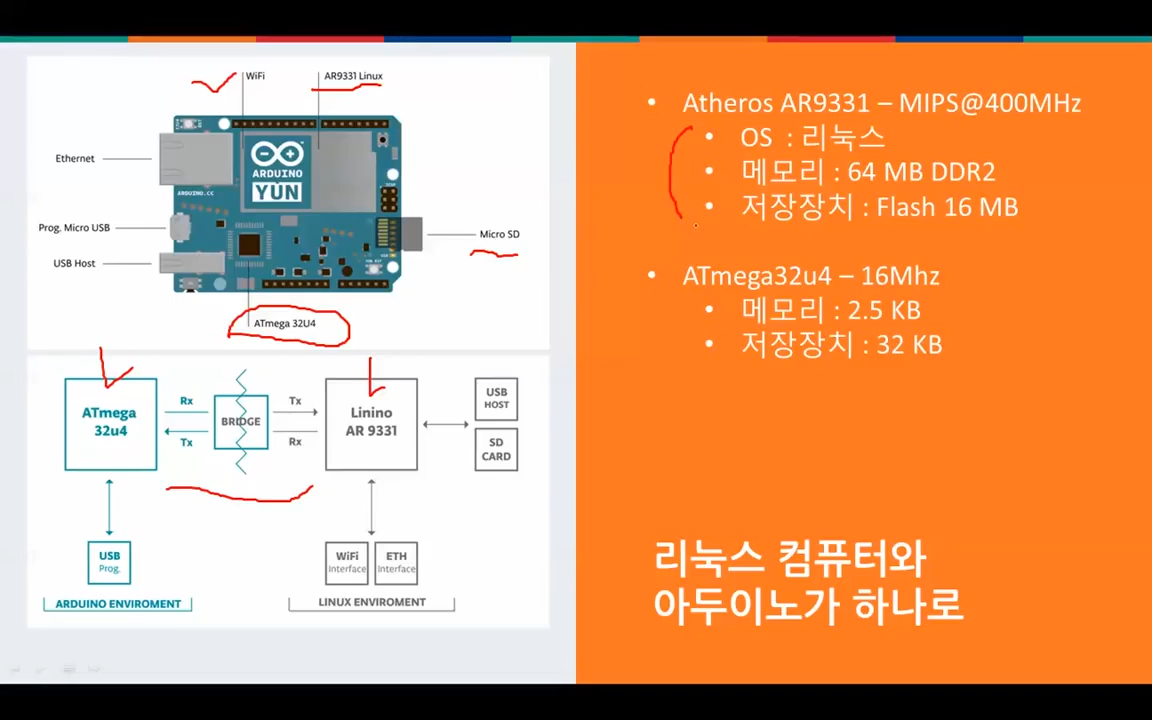 WiFi
AR9331 Linux
Ethernet
ARDUINO
YÚN
ARDUINO.CC
Prog. Micro USB
Micro SD
USB Host
ATmega 32U4
ATmega
32u4
Rx
Tx
BRIDGE
Tx
Rx
Linino
AR 9331
USB
HOST
SD
CARD
USB
Prog.
WiFi
Interface
ETH
Interface
ARDUINO ENVIROMENT
LINUX ENVIROMENT
• Atheros AR9331 – MIPS@400MHz
• OS : 리눅스
• 메모리 : 64 MB DDR2
• 저장장치 : Flash 16 MB
• ATmega32u4 – 16Mhz
• 메모리 : 2.5 KB
• 저장장치 : 32 KB
리눅스 컴퓨터와
아두이노가 하나로